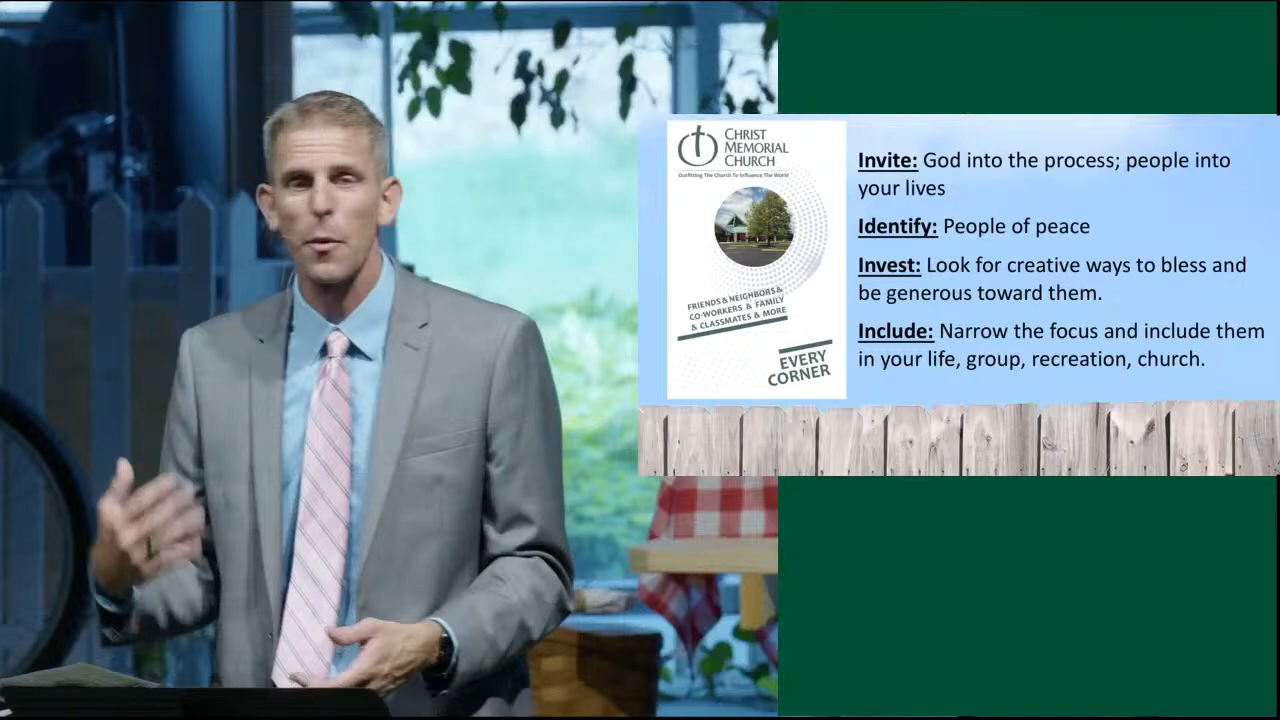 CHRIST
MEMORIAL
CHURCH
Outfitting The Church To Influence The World
FRIENDS & NEIGHBORS &
CO-WORKERS & FAMILY
& CLASSMATES & MORE
EVERY
CORNER
Invite: God into the process; people into
your lives
Identify: People of peace
Invest: Look for creative ways to bless and
be generous toward them.
Include: Narrow the focus and include them
in your life, group, recreation, church.